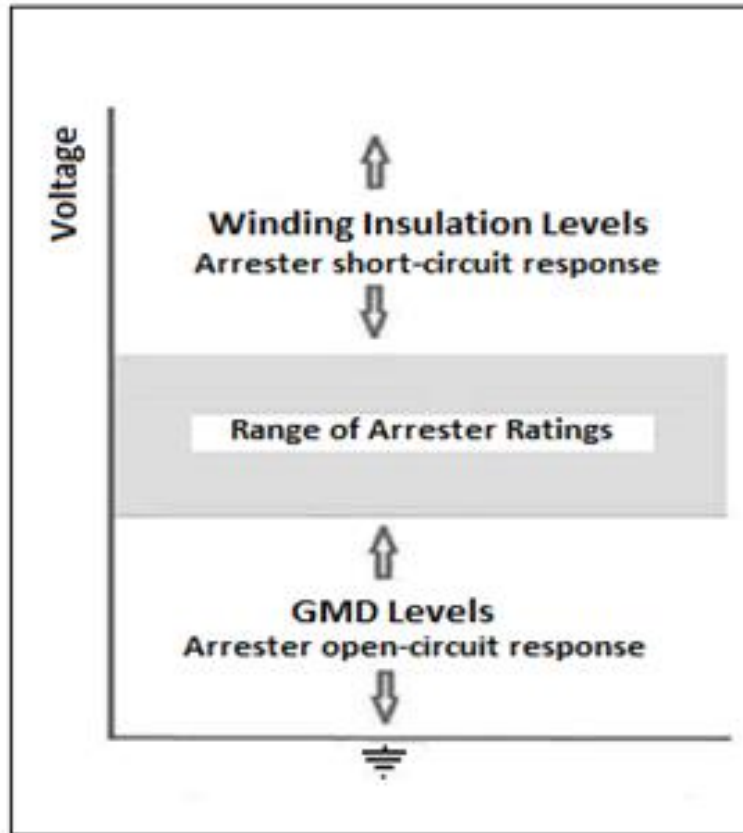 Voltage
Winding Insulation Levels
Arrester short-circuit response
Range of Arrester Ratings
GMD Levels
Arrester open-circuit response